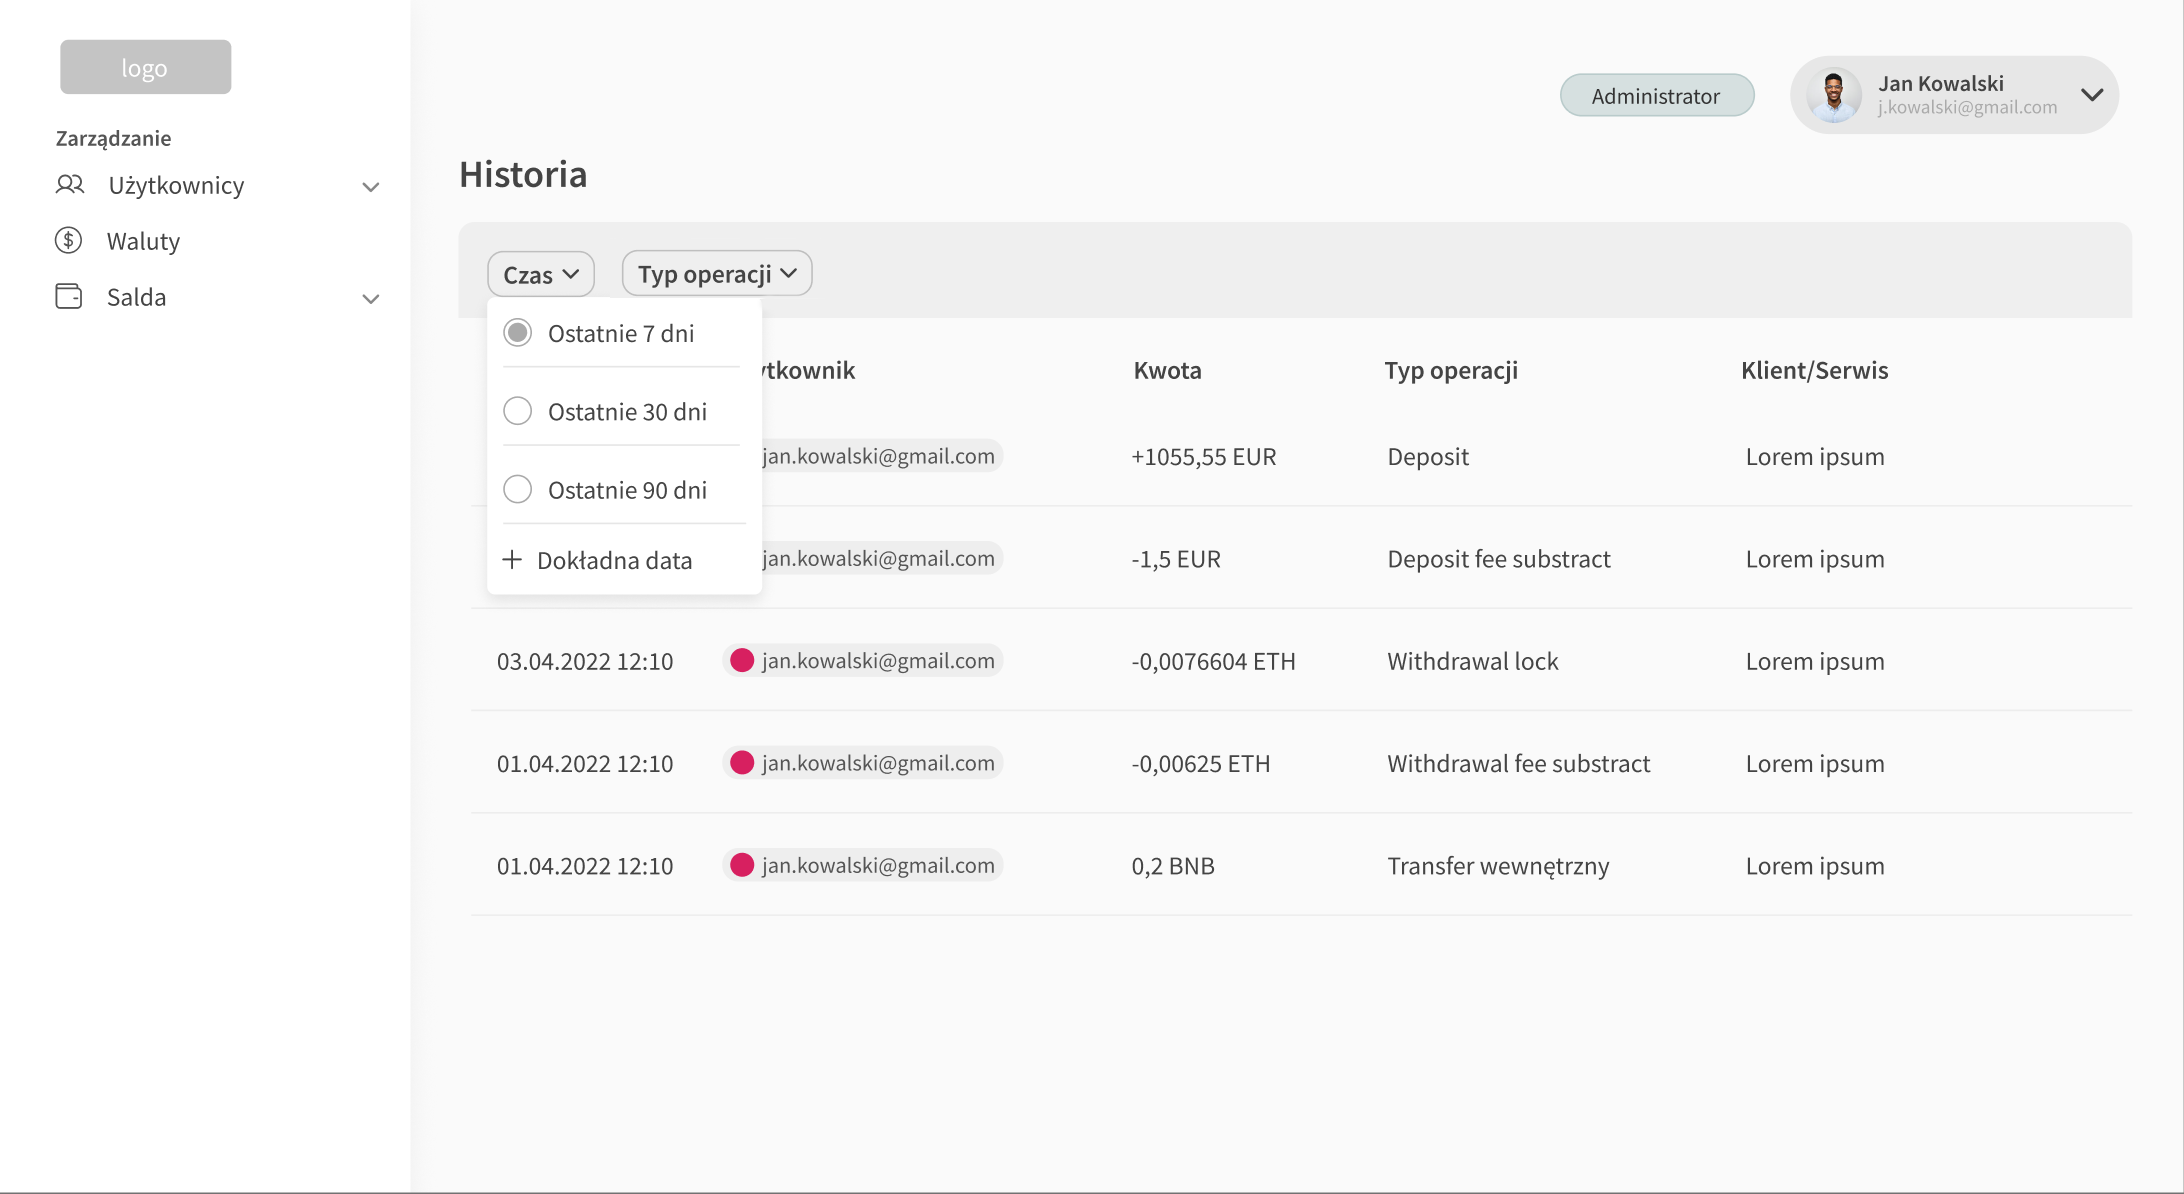 logo
Zarządzanie
Użytkownicy
Waluty
Salda
Administrator
Jan Kowalski
j.kowalski@gmail.com
Historia
Czas
Typ operacji
Ostatnie 7 dni
Ostatnie 30 dni
Ostatnie 90 dni
Dokładna data
ytkownik Kwota Typ operacji Klient/Serwis
jan.kowalski@gmail.com +1055,55 EUR Deposit Lorem ipsum
jan.kowalski@gmail.com -1,5 EUR Deposit fee substract Lorem ipsum
03.04.2022 12:10 jan.kowalski@gmail.com -0,0076604 ETH Withdrawal lock Lorem ipsum
01.04.2022 12:10 jan.kowalski@gmail.com -0,00625 ETH Withdrawal fee substract Lorem ipsum
01.04.2022 12:10 jan.kowalski@gmail.com 0,2 BNB Transfer wewnętrzny Lorem ipsum